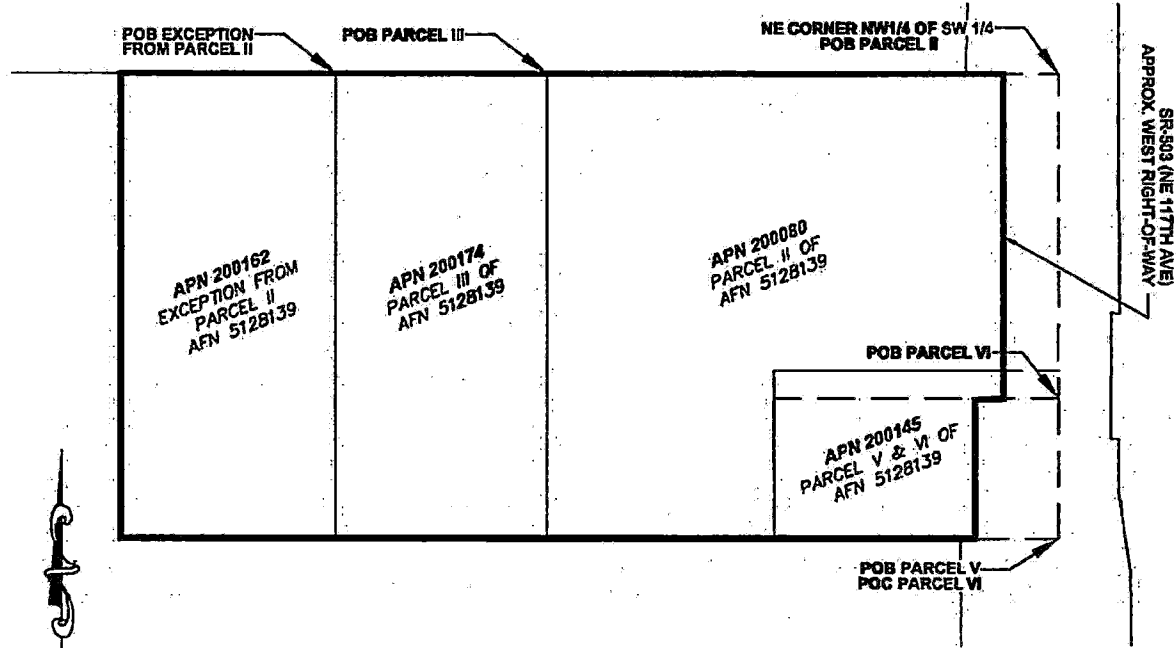 POB EXCEPTION
FROM PARCEL II
POB PARCEL III
NE CORNER NW1/4 OF SW 1/4
POB PARCEL II
SR-503 (NE 117TH AVE)
APPROX. WEST RIGHT-OF-WAY
APN 200162
EXCEPTION FROM
PARCEL II
AFN 5128139
APN 200174
PARCEL III OF
AFN 5128139
APN 200080
PARCEL II OF
AFN 5128139
POB PARCEL VI
APN 200145
PARCEL V & VI OF
AFN 5128139
POB PARCEL V
POC PARCEL VI